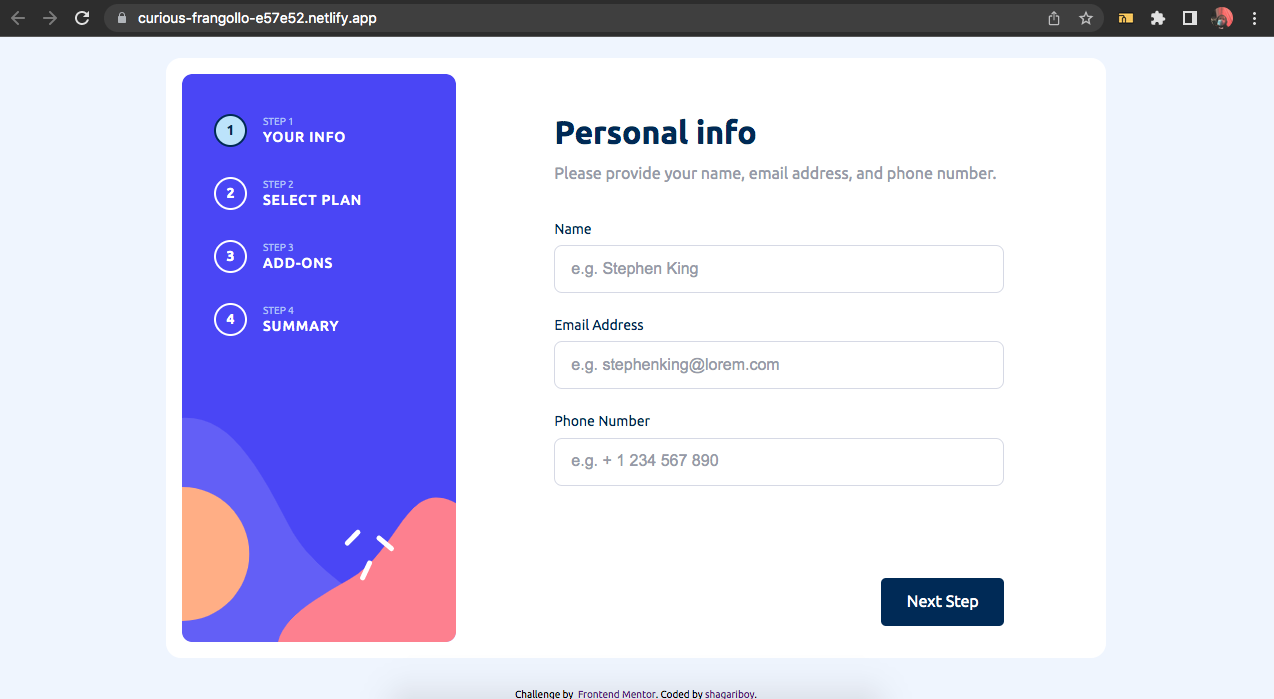 curious-frangollo-e57e52.netlify.app
1
STEP 1
YOUR INFO
2
STEP 2
SELECT PLAN
3
STEP 3
ADD-ONS
4
STEP 4
SUMMARY
Personal info
Please provide your name, email address, and phone number.
Name
e.g. Stephen King
Email Address
e.g. stephenking@lorem.com
Phone Number
e.g. + 1 234 567 890
Next Step
Challenge by Frontend Mentor. Coded by shaqariboy.